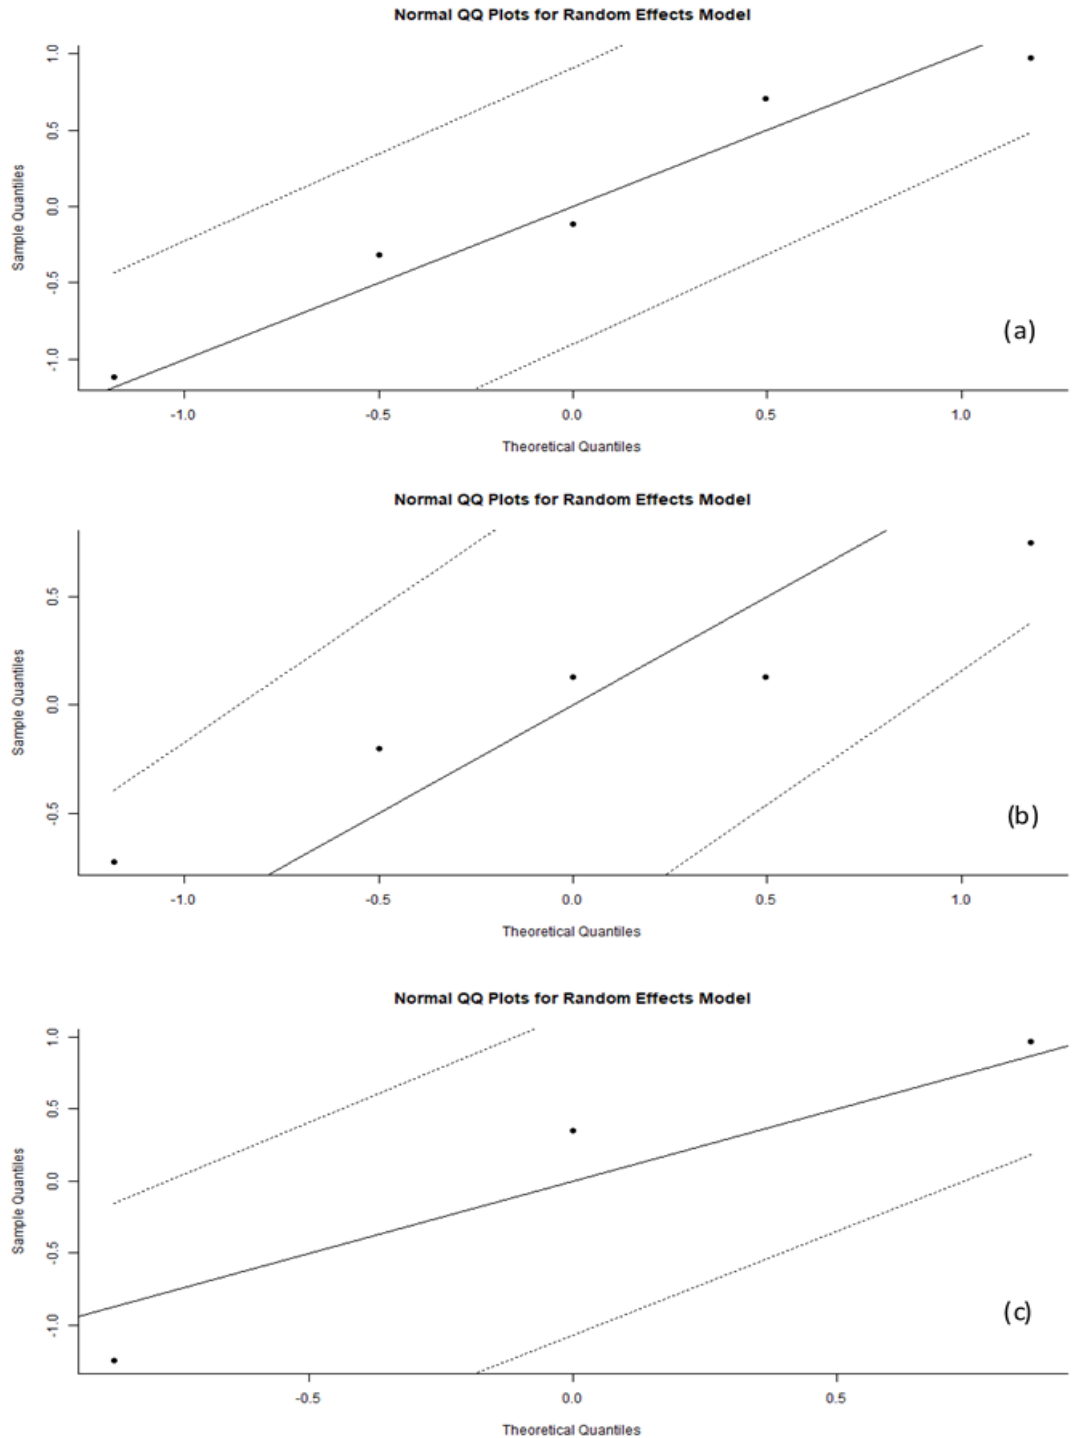 Normal QQ Plots for Random Effects Model
1.0
0.5
0.0
-0.5
-1.0
Sample Quantiles
(a)
-1.0 -0.5 0.0 0.5 1.0
Theoretical Quantiles
Normal QQ Plots for Random Effects Model
0.5
0.0
-0.5
Sample Quantiles
(b)
-1.0 -0.5 0.0 0.5 1.0
Theoretical Quantiles
Normal QQ Plots for Random Effects Model
1.0
0.5
0.0
-0.5
-1.0
Sample Quantiles
(c)
-0.5 0.0 0.5
Theoretical Quantiles